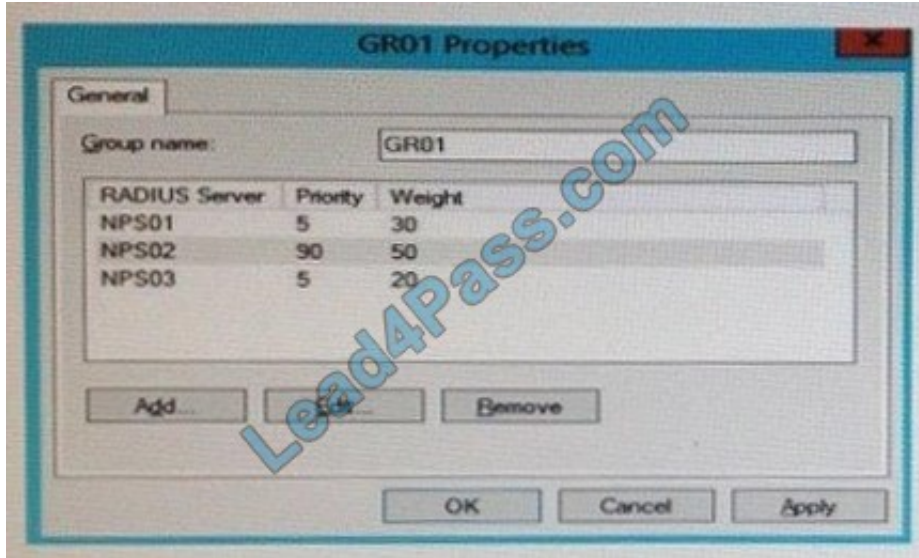 GR01 Properties
General
Group name: GR01
RADIUS Server Priority Weight
NPS01 5 30
NPS02 90 50
NPS03 5 20
Add... Edit... Remove
OK Cancel Apply
Lead4Pass.com